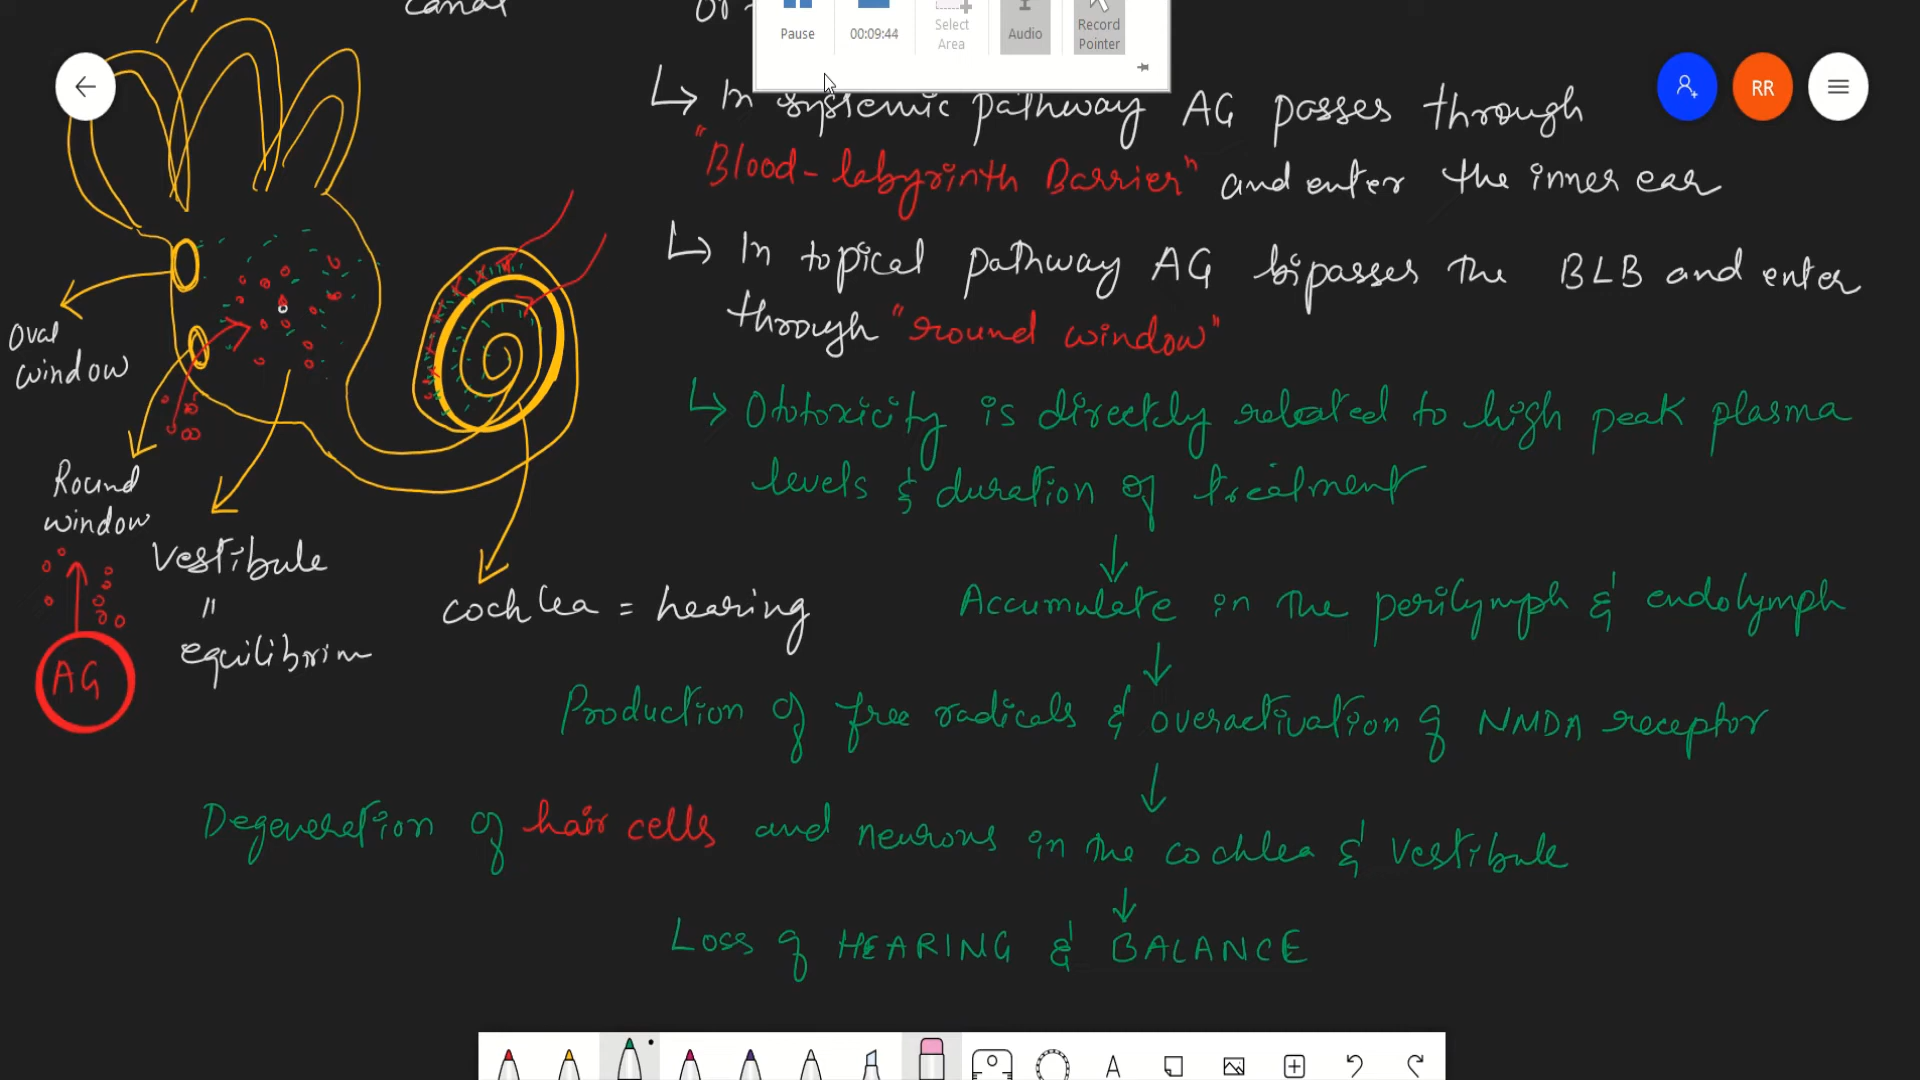 canal
Pause
00:09:44
Select
Area
Audio
Record
Pointer
RR
↳ In systemic pathway AG passes through
"Blood-labyrinth Barrier" and enter the inner ear
↳ In topical pathway AG bipasses the BLB and enter
through "round window"
↳ Ototoxicity is directly related to high peak plasma
levels & duration of treatment
↓
Accumulate in the perilymph & endolymph
↓
Production of free radicals & overactivation of NMDA receptor
↓
Degeneration of hair cells and neurons in the cochlea & vestibule
↓
Loss of HEARING & BALANCE
Oval
window
Round
window
Vestibule
"
equilibrim
cochlea = hearing
AG
A